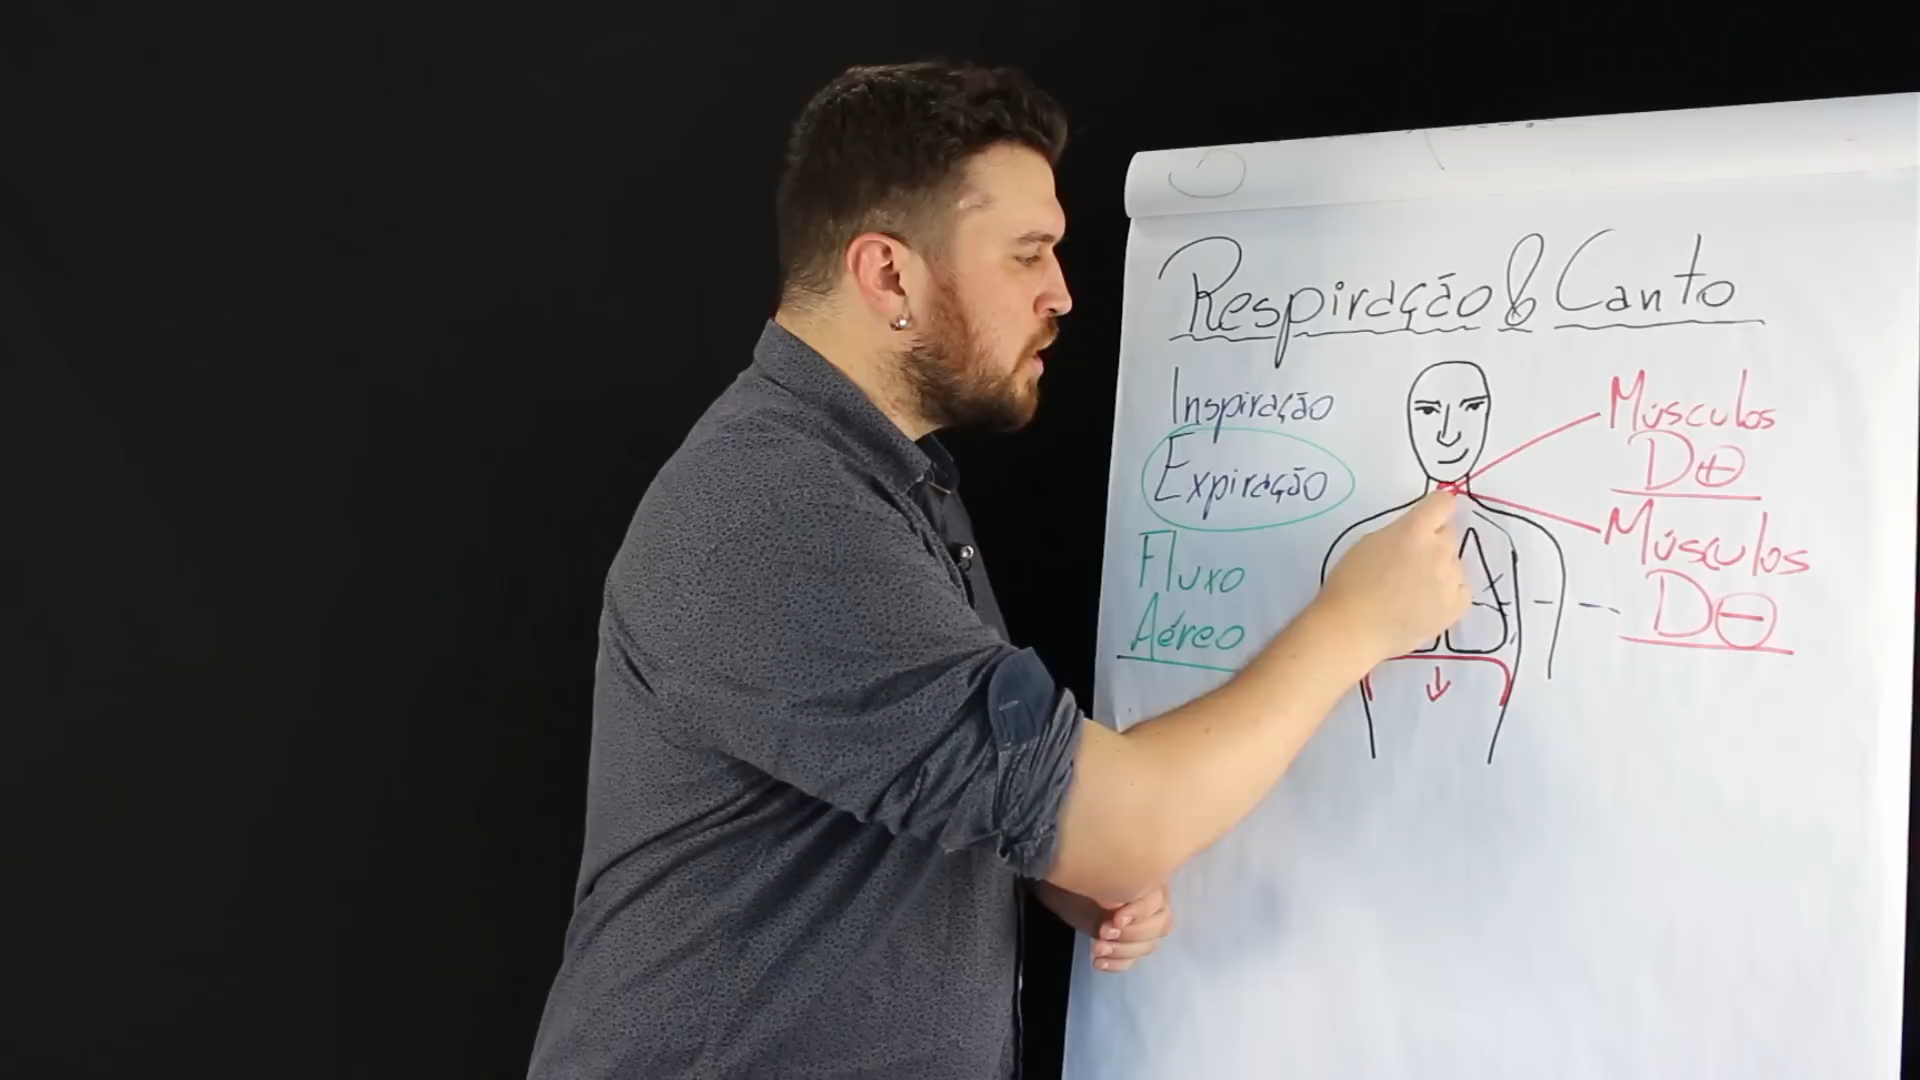 Respiração & Canto
Inspiração
Expiração
Fluxo
Aéreo
Músculos
D+
Músculos
D-